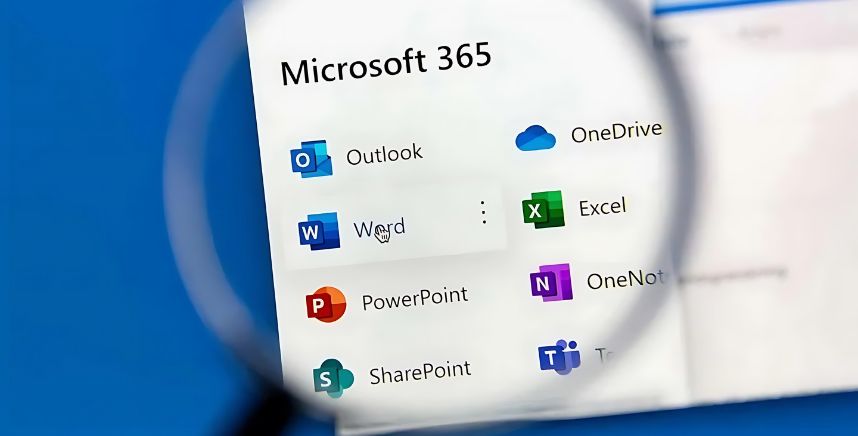 Microsoft 365
Outlook
OneDrive
Word
Excel
PowerPoint
OneNot
SharePoint
T